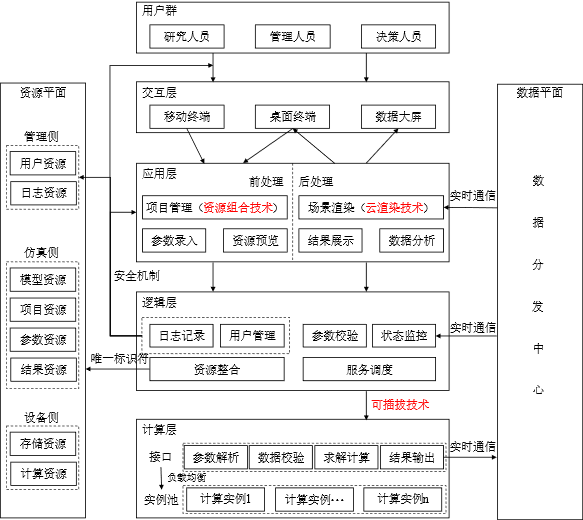 用户群
研究人员 管理人员 决策人员
资源平面
管理侧
用户资源
日志资源
仿真侧
模型资源
项目资源
参数资源
结果资源
设备侧
存储资源
计算资源
交互层
移动终端 桌面终端 数据大屏
应用层 前处理 后处理
项目管理（资源组合技术） 场景渲染（云渲染技术）
参数录入 资源预览 结果展示 数据分析
安全机制
逻辑层
日志记录 用户管理 参数校验 状态监控
唯一标识符
资源整合 服务调度
可插拔技术
计算层
接口 参数解析 数据校验 求解计算 结果输出
负载均衡
实例池 计算实例1 计算实例… 计算实例n
实时通信
实时通信
实时通信
数据平面
数
据
分
发
中
心